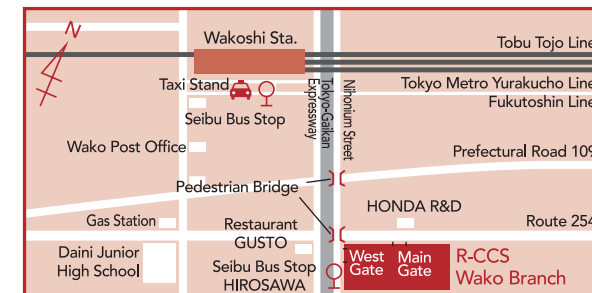 N
Wakoshi Sta.
Tobu Tojo Line
Taxi Stand
Tokyo Metro Yurakucho Line
Fukutoshin Line
Seibu Bus Stop
Tokyo-Gaikan
Expressway
Nihonium Street
Wako Post Office
Prefectural Road 109
Pedestrian Bridge
HONDA R&D
Gas Station
Restaurant
GUSTO
Route 254
Daini Junior
High School
Seibu Bus Stop
HIROSAWA
West
Gate
Main
Gate
R-CCS
Wako Branch